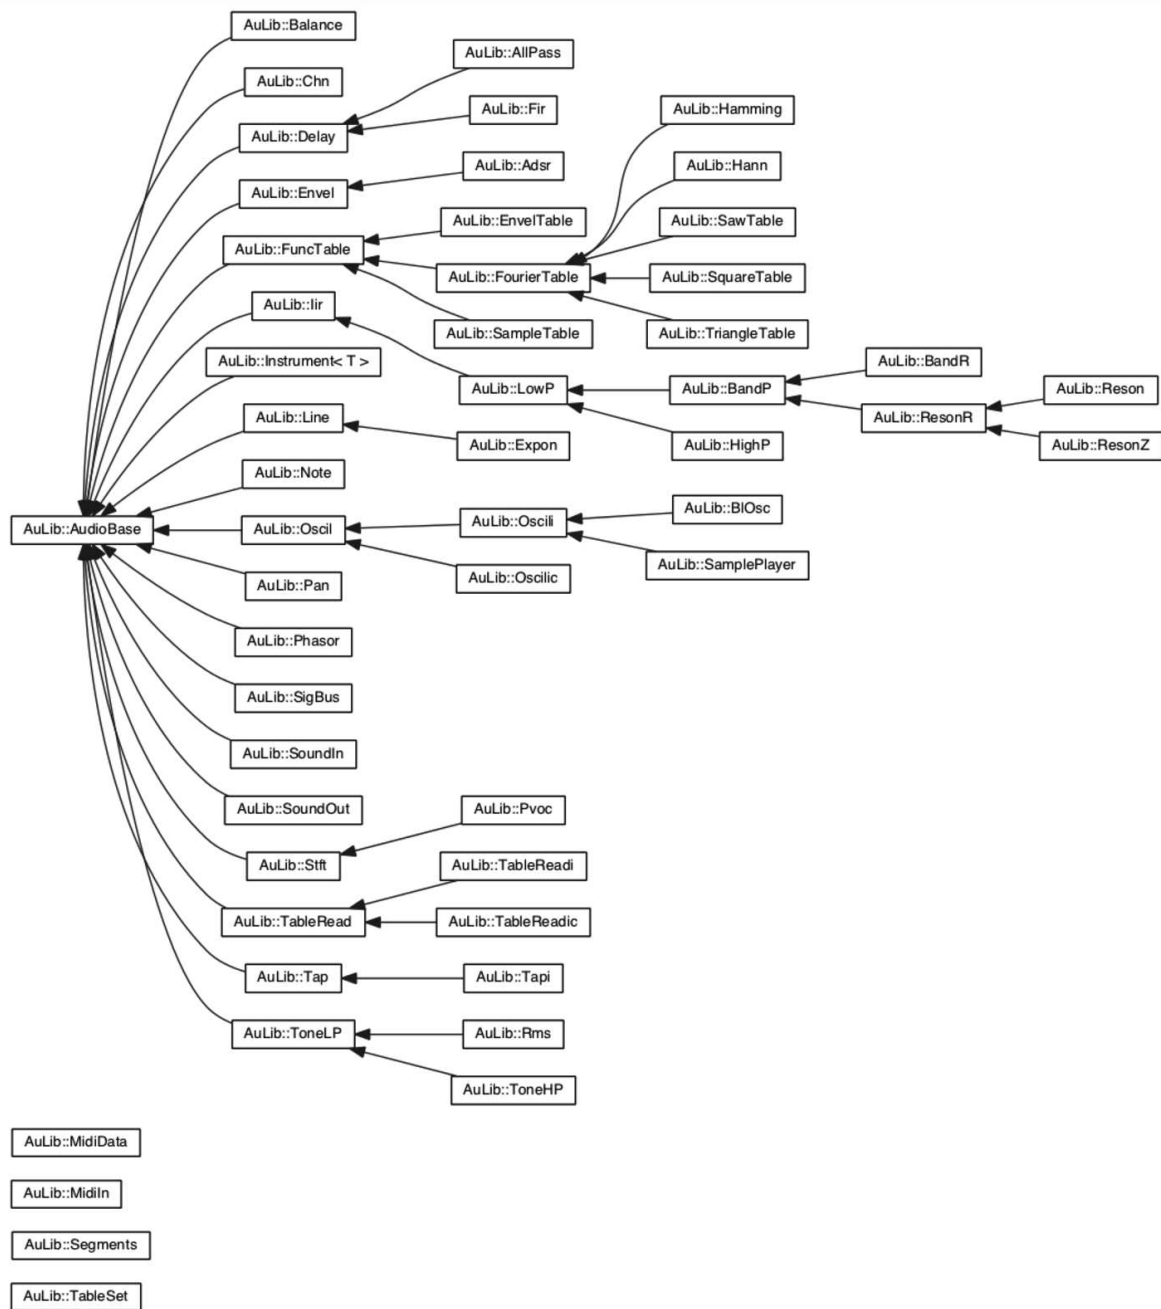 AuLib::Balance
AuLib::AllPass
AuLib::Chn
AuLib::Fir
AuLib::Hamming
AuLib::Delay
AuLib::Adsr
AuLib::Hann
AuLib::Envel
AuLib::EnvelTable
AuLib::SawTable
AuLib::FuncTable
AuLib::FourierTable
AuLib::SquareTable
AuLib::Iir
AuLib::SampleTable
AuLib::TriangleTable
AuLib::Instrument< T >
AuLib::BandR
AuLib::LowP
AuLib::BandP
AuLib::Reson
AuLib::Line
AuLib::ResonR
AuLib::Expon
AuLib::HighP
AuLib::ResonZ
AuLib::Note
AuLib::BlOsc
AuLib::AudioBase
AuLib::Oscil
AuLib::Oscili
AuLib::SamplePlayer
AuLib::Pan
AuLib::Oscilic
AuLib::Phasor
AuLib::SigBus
AuLib::SoundIn
AuLib::SoundOut
AuLib::Pvoc
AuLib::Stft
AuLib::TableReadi
AuLib::TableRead
AuLib::TableReadic
AuLib::Tap
AuLib::Tapi
AuLib::ToneLP
AuLib::Rms
AuLib::ToneHP
AuLib::MidiData
AuLib::MidiIn
AuLib::Segments
AuLib::TableSet